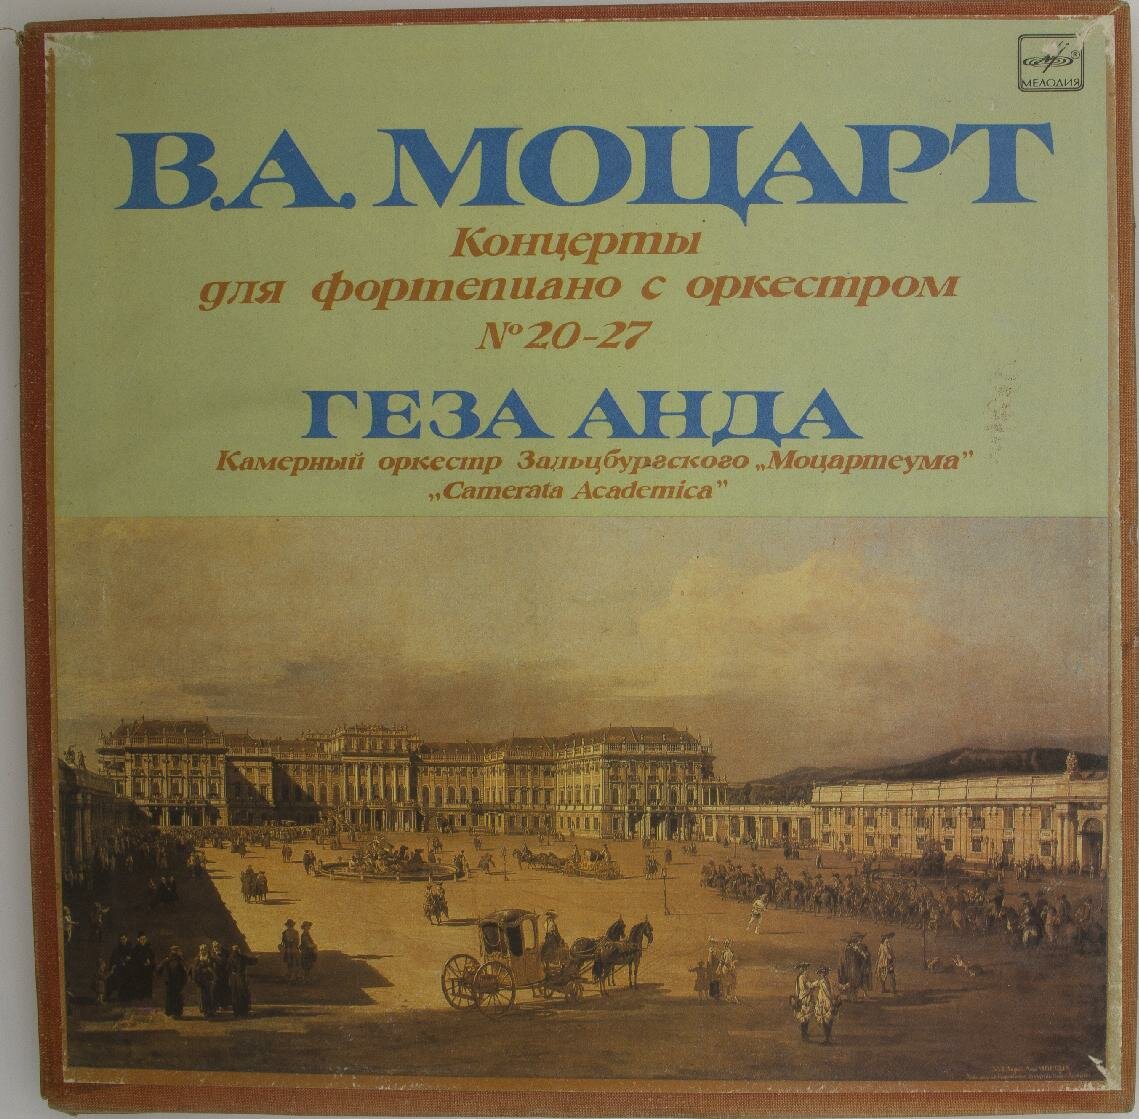 МЕЛОДИЯ
В.А. МОЦАРТ
Концерты
для фортепиано с оркестром
№ 20-27
ГЕЗА АНДА
Камерный оркестр Зальцбургского „Моцартеума”
„Camerata Academica”